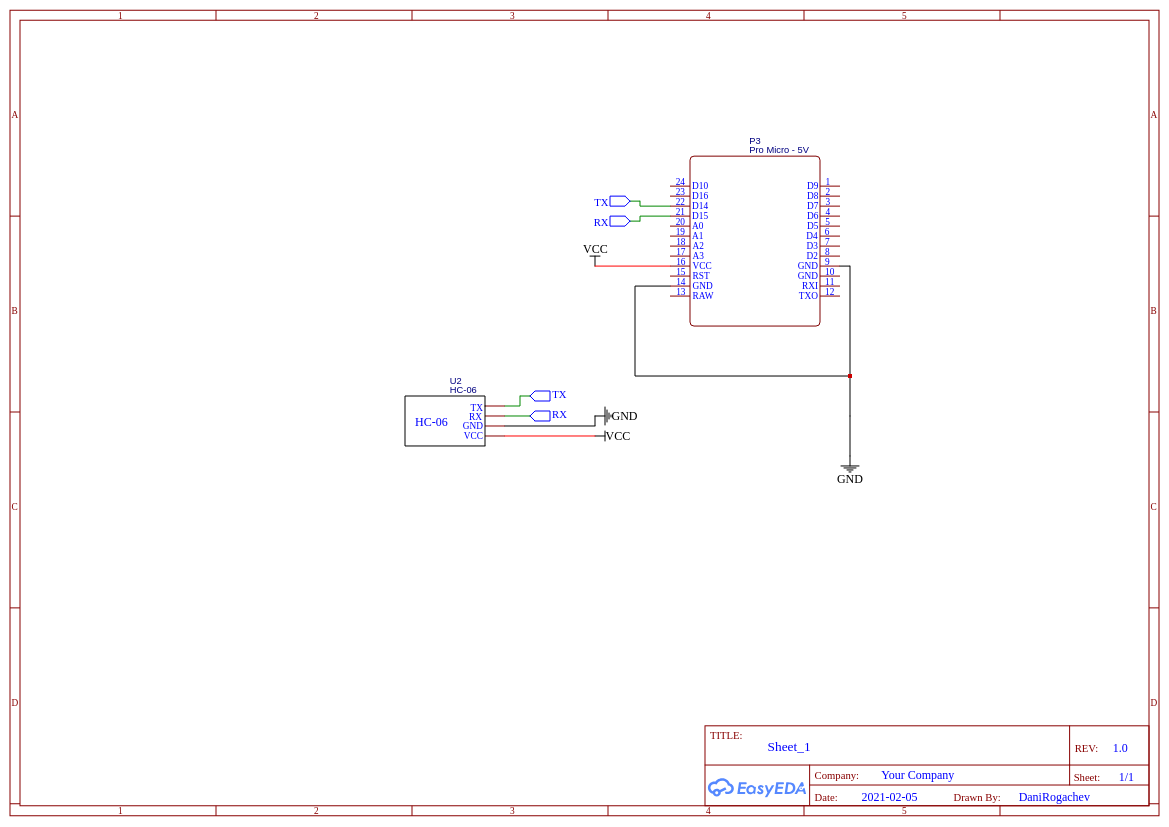 1 2 3 4 5
A A
P3
Pro Micro - 5V
24 D10 D9 1
23 D16 D8 2
22 D14 D7 3
21 D15 D6 4
20 A0 D5 5
19 A1 D4 6
18 A2 D3 7
17 A3 D2 8
16 VCC GND 9
15 RST GND 10
14 GND RXI 11
13 RAW TXO 12
TX
RX
VCC
B B
U2
HC-06
HC-06
TX TX
RX RX
GND GND
VCC VCC
GND
C C
D D
TITLE:
Sheet_1
REV: 1.0
EasyEDA
Company: Your Company
Sheet: 1/1
Date: 2021-02-05 Drawn By: DaniRogachev
1 2 3 4 5